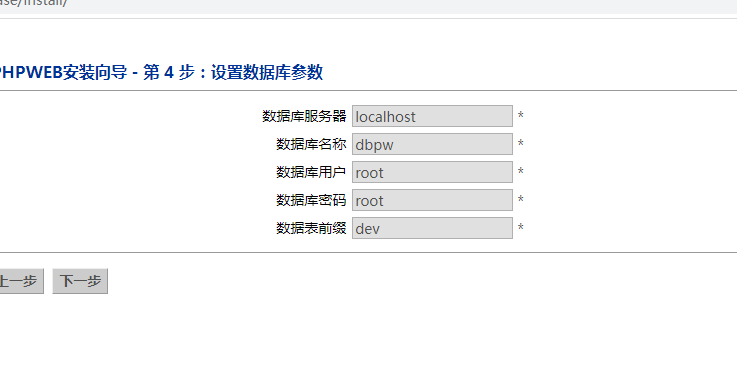 ase/install/
PHPWEB安装向导 - 第 4 步：设置数据库参数
数据库服务器 localhost *
数据库名称 dbpw *
数据库用户 root *
数据库密码 root *
数据表前缀 dev *
上一步 下一步